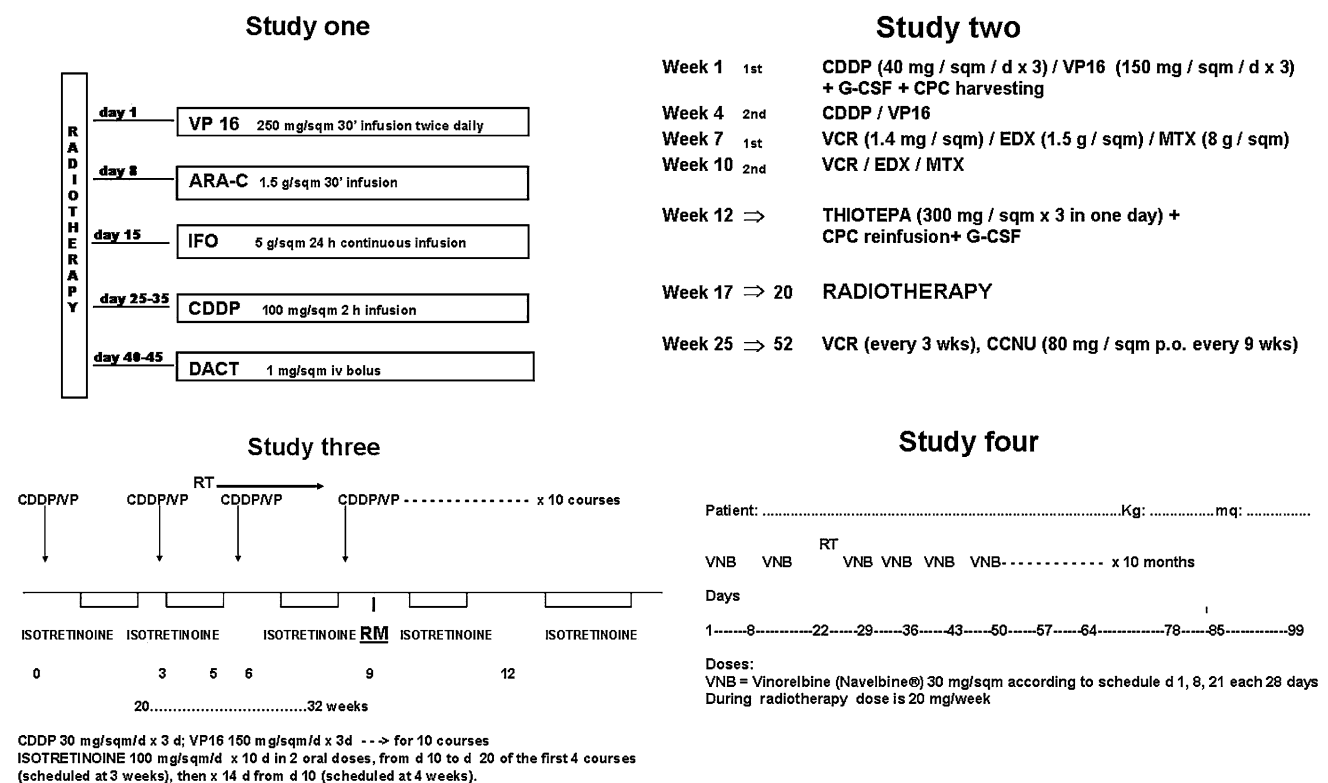 Study one
RADIOTHERAPY
day 1
VP 16 250 mg/sqm 30' infusion twice daily
day 8
ARA-C 1.5 g/sqm 30' infusion
day 15
IFO 5 g/sqm 24 h continuous infusion
day 25-35
CDDP 100 mg/sqm 2 h infusion
day 40-45
DACT 1 mg/sqm iv bolus
Study two
Week 1 1st CDDP (40 mg / sqm / d x 3) / VP16 (150 mg / sqm / d x 3)
+ G-CSF + CPC harvesting
Week 4 2nd CDDP / VP16
Week 7 1st VCR (1.4 mg / sqm) / EDX (1.5 g / sqm) / MTX (8 g / sqm)
Week 10 2nd VCR / EDX / MTX
Week 12 ⇒ THIOTEPA (300 mg / sqm x 3 in one day) +
CPC reinfusion+ G-CSF
Week 17 ⇒ 20 RADIOTHERAPY
Week 25 ⇒ 52 VCR (every 3 wks), CCNU (80 mg / sqm p.o. every 9 wks)
Study three
RT
CDDP/VP CDDP/VP CDDP/VP CDDP/VP--------------- x 10 courses
ISOTRETINOINE ISOTRETINOINE ISOTRETINOINE RM ISOTRETINOINE ISOTRETINOINE
0 3 5 6 9 12
20..................................32 weeks
CDDP 30 mg/sqm/d x 3 d; VP16 150 mg/sqm/d x 3d ---> for 10 courses
ISOTRETINOINE 100 mg/sqm/d x 10 d in 2 oral doses, from d 10 to d 20 of the first 4 courses
(scheduled at 3 weeks), then x 14 d from d 10 (scheduled at 4 weeks).
Study four
Patient: ........................................................................................Kg: ................mq: ................
RT
VNB VNB VNB VNB VNB VNB------------ x 10 months
Days
1-------8------------22-----29------36------43------50------57-----64------------78------85------------99
Doses:
VNB = Vinorelbine (Navelbine®) 30 mg/sqm according to schedule d 1, 8, 21 each 28 days
During radiotherapy dose is 20 mg/week